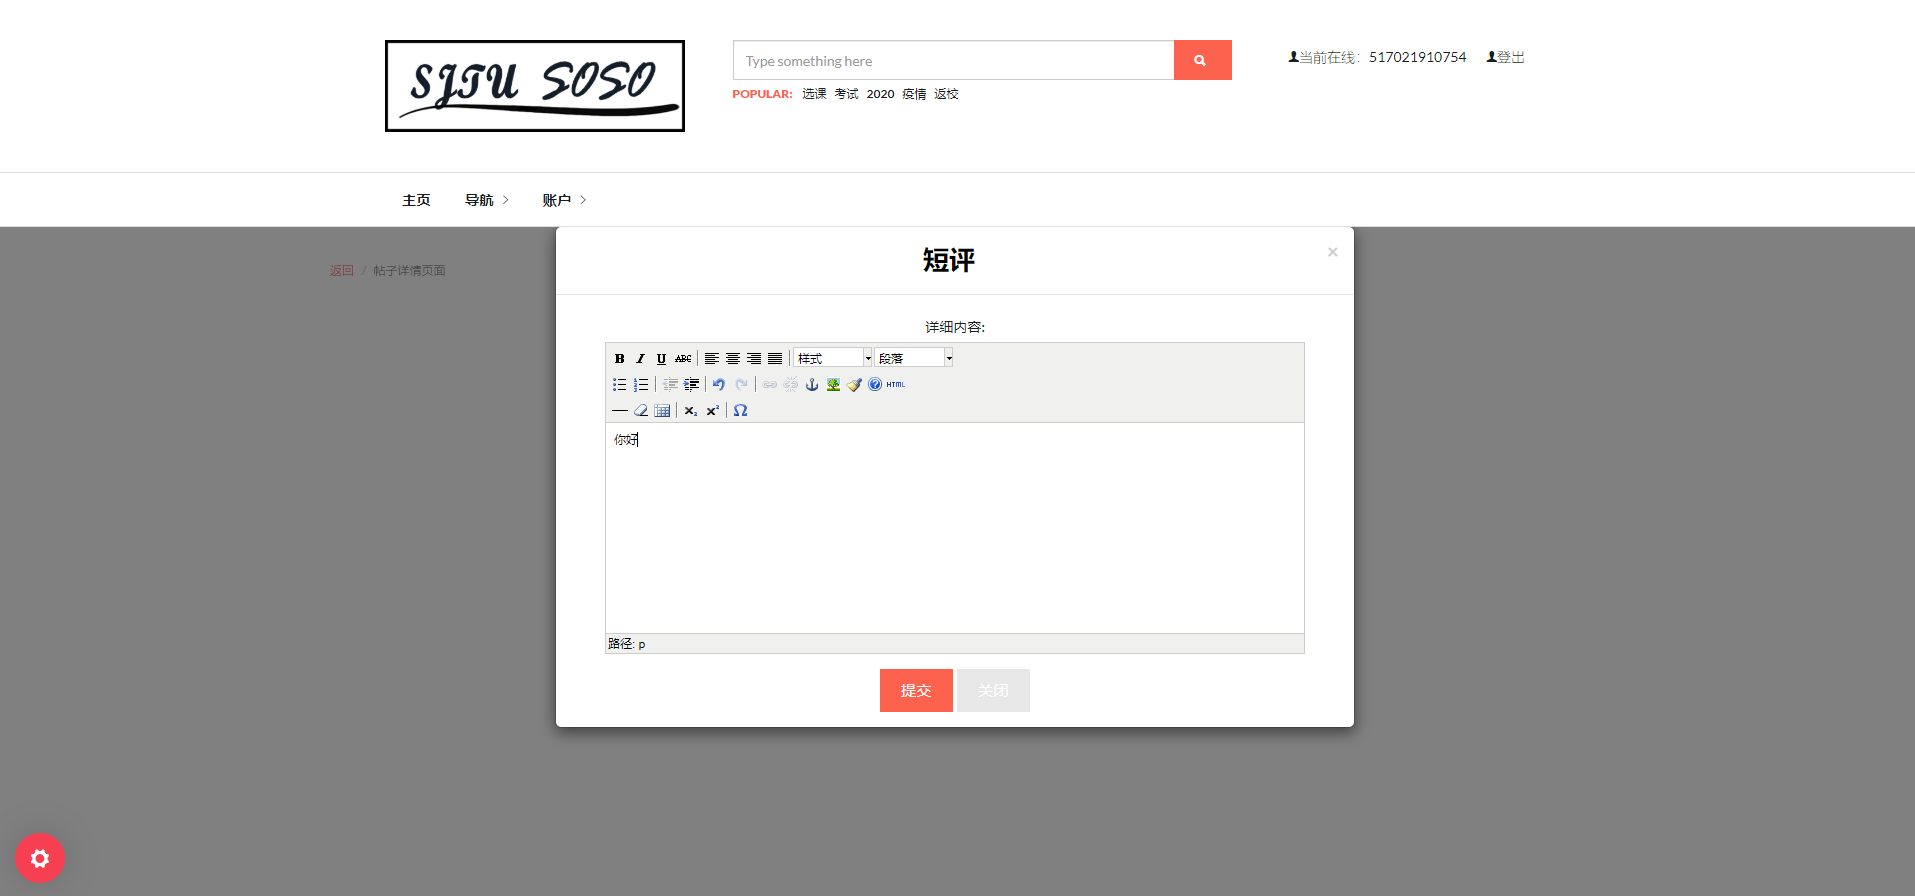 SJTU SOSO
Type something here
当前在线: 517021910754 登出
POPULAR: 选课 考试 2020 疫情 返校
主页 导航 账户
返回 / 帖子详情页面
短评
×
详细内容:
B I U ABC 样式 段落
HTML
x₂ x² Ω
你好
路径: p
提交 关闭